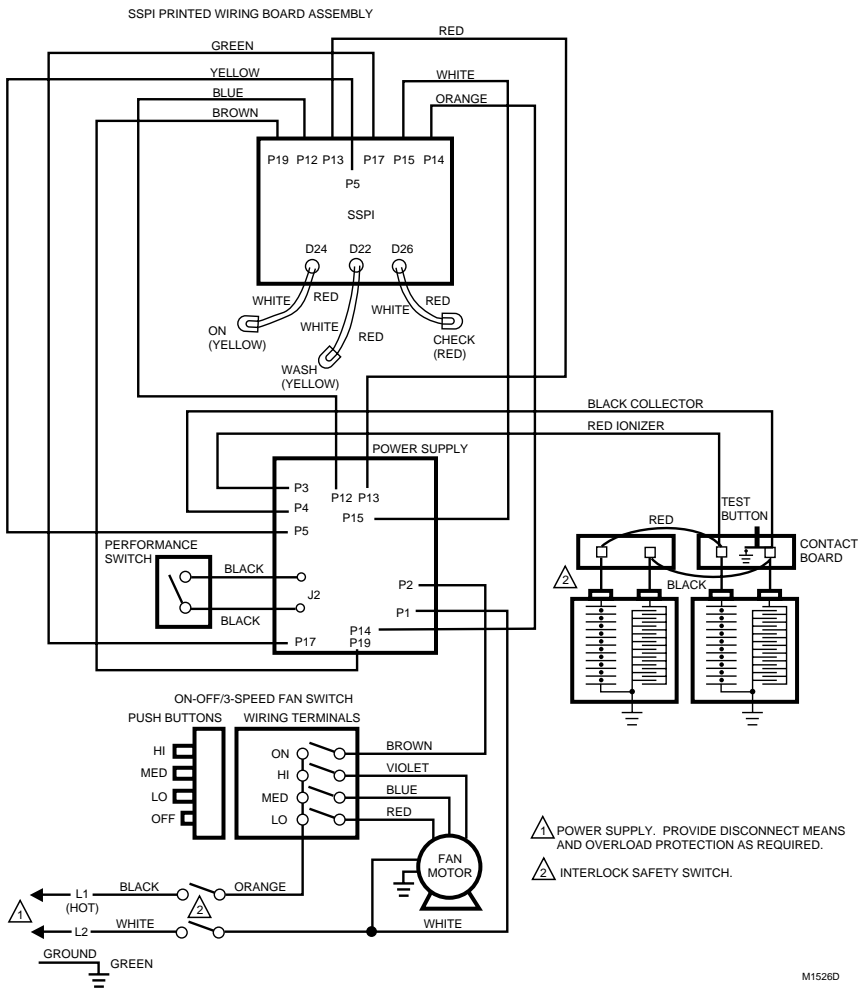 SSPI PRINTED WIRING BOARD ASSEMBLY
RED
GREEN
YELLOW
WHITE
BLUE
ORANGE
BROWN
P19 P12 P13 P17 P15 P14
P5
SSPI
D24 D22 D26
WHITE RED WHITE RED
ON
(YELLOW)
WHITE RED
CHECK
(RED)
WASH
(YELLOW)
BLACK COLLECTOR
RED IONIZER
POWER SUPPLY
P3
P12 P13
P4
P15
P5
TEST
BUTTON
RED
CONTACT
BOARD
PERFORMANCE
SWITCH
BLACK
J2
BLACK
P2
P1
BLACK
2
P14
P17
P19
ON-OFF/3-SPEED FAN SWITCH
PUSH BUTTONS WIRING TERMINALS
HI
MED
LO
OFF
ON
HI
MED
LO
BROWN
VIOLET
BLUE
RED
FAN
MOTOR
1 POWER SUPPLY. PROVIDE DISCONNECT MEANS
AND OVERLOAD PROTECTION AS REQUIRED.
2 INTERLOCK SAFETY SWITCH.
L1
(HOT)
BLACK ORANGE
1
2
L2 WHITE WHITE
GROUND
GREEN
M1526D